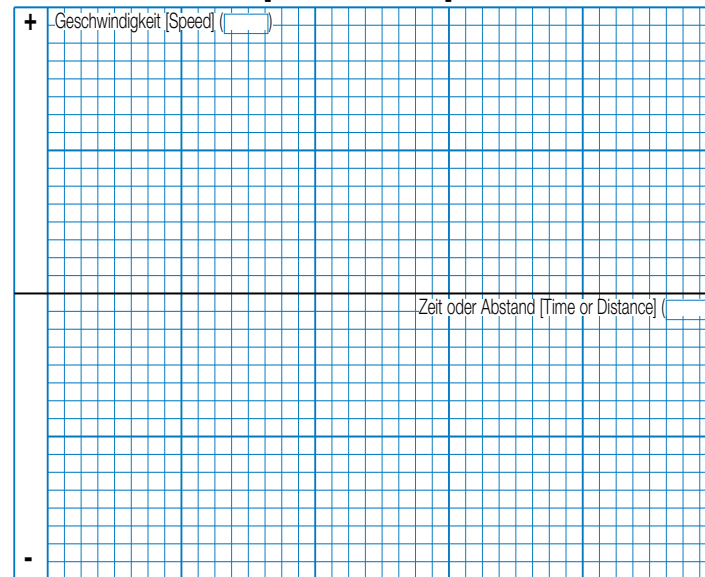 + Geschwindigkeit [Speed] ( )
Zeit oder Abstand [Time or Distance] (
-